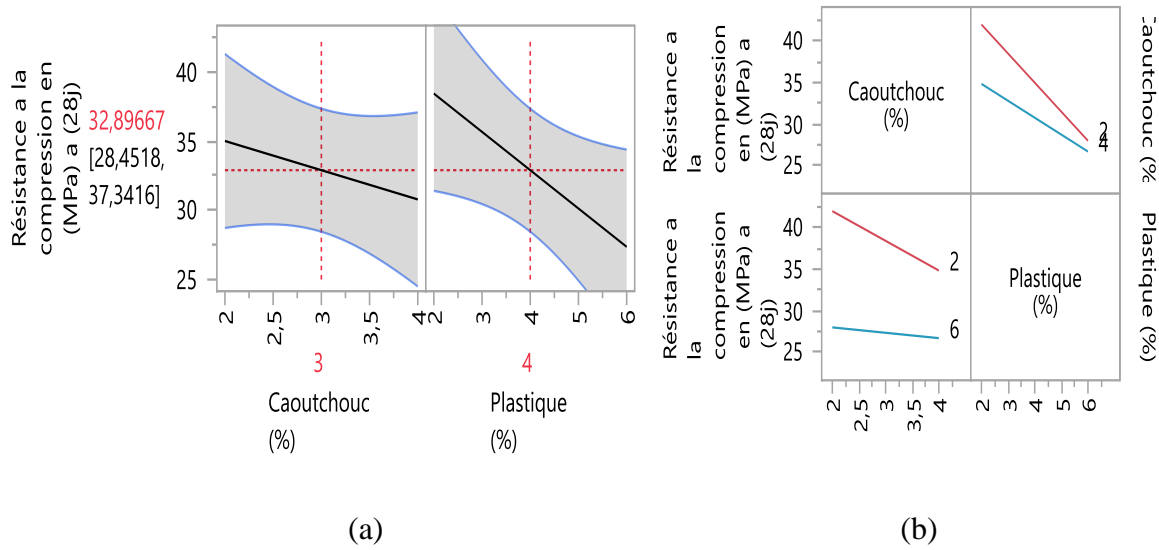 Résistance a la
compression en
(MPa) a (28j)
32,89667
[28,4518,
37,3416]
40
35
30
25
2
2,5
3
3,5
4
2
3
4
5
6
3
4
Caoutchouc
(%)
Plastique
(%)
(a)
Résistance a
la
compression
en (MPa) a
(28j)
40
35
30
25
Caoutchouc
(%)
2
4
Caoutchouc (%
Résistance a
la
compression
en (MPa) a
(28j)
40
35
30
25
2
6
Plastique
(%)
Plastique (%)
2
2,5
3
3,5
4
2
3
4
5
6
(b)